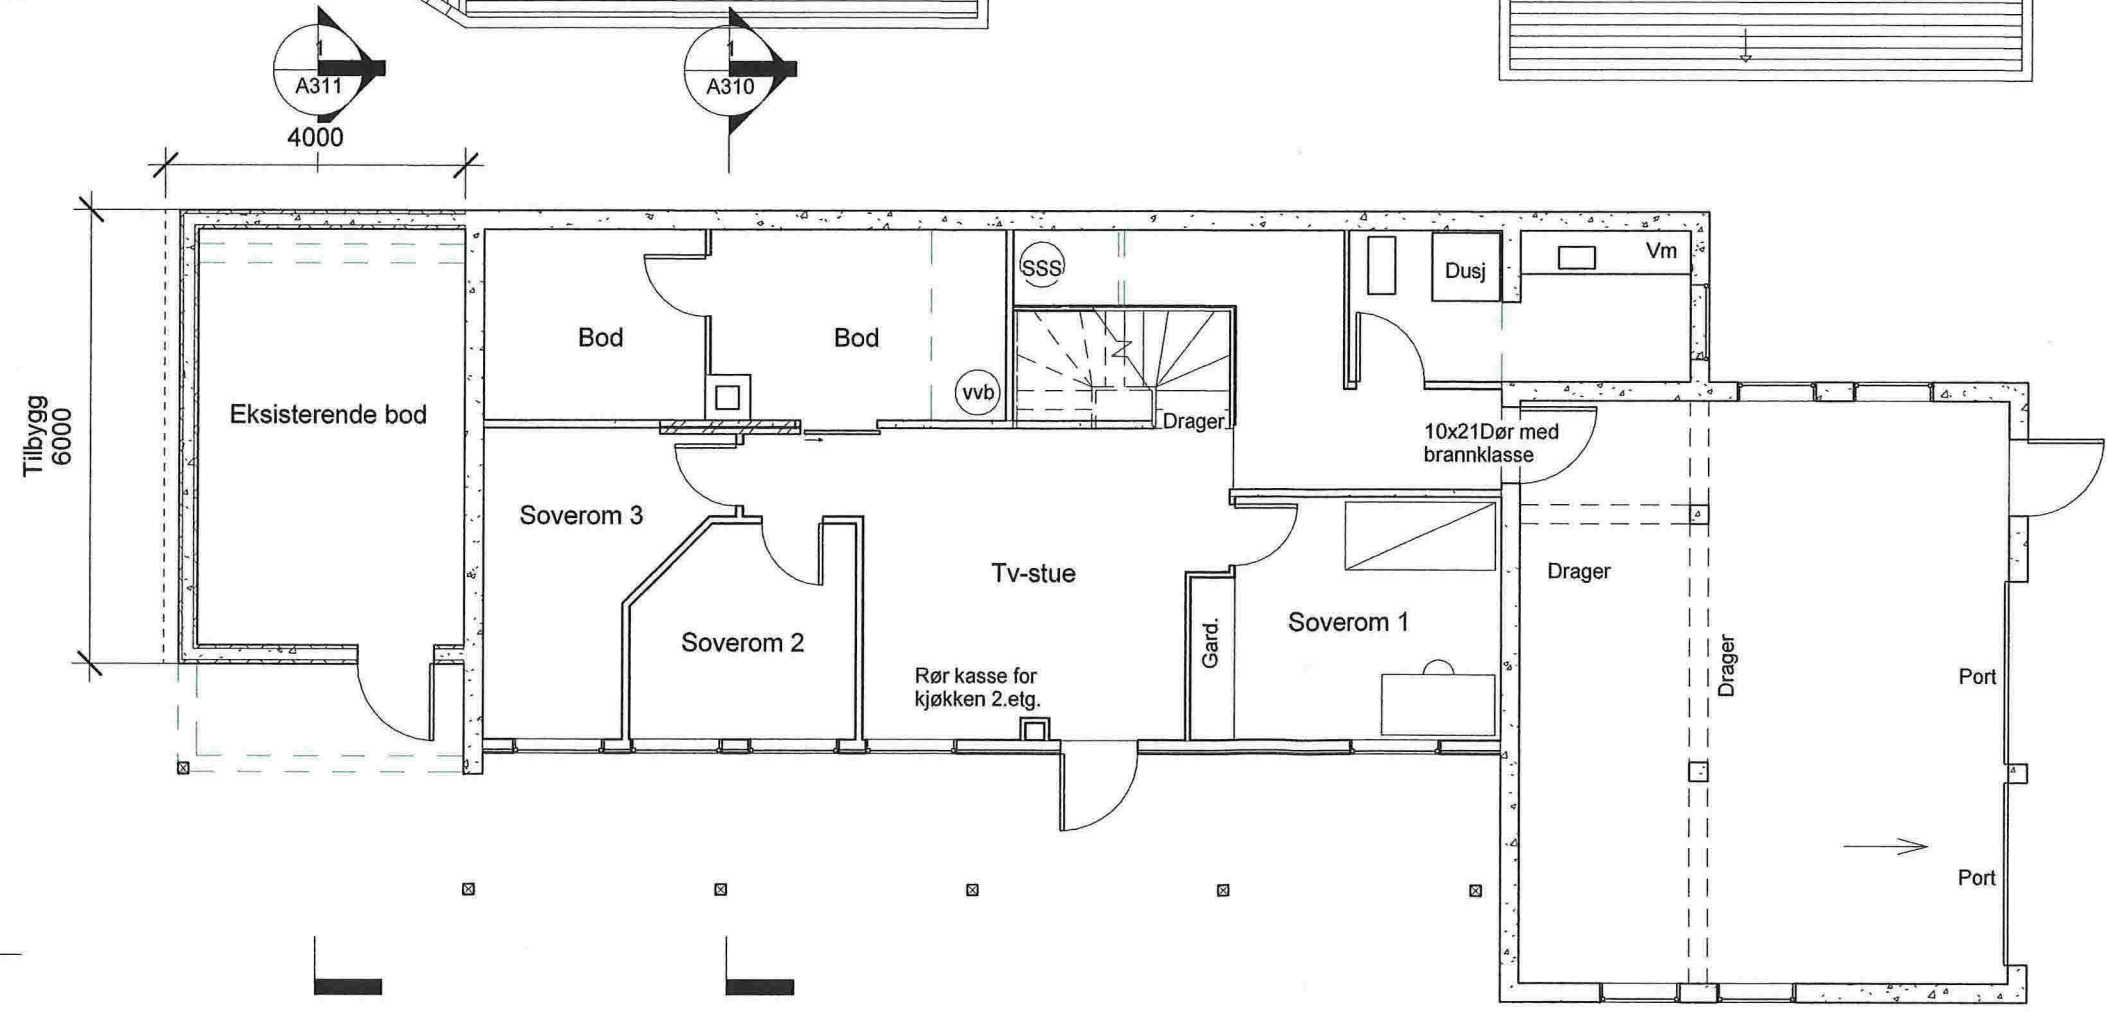 1
A311
4000
1
A310
Tilbygg
6000
Eksisterende bod
Bod
Bod
vvb
SSS
Drager
Dusj
Vm
10x21Dør med
brannklasse
Soverom 3
Soverom 2
Tv-stue
Rør kasse for
kjøkken 2.etg.
Gard.
Soverom 1
Drager
Drager
Port
Port